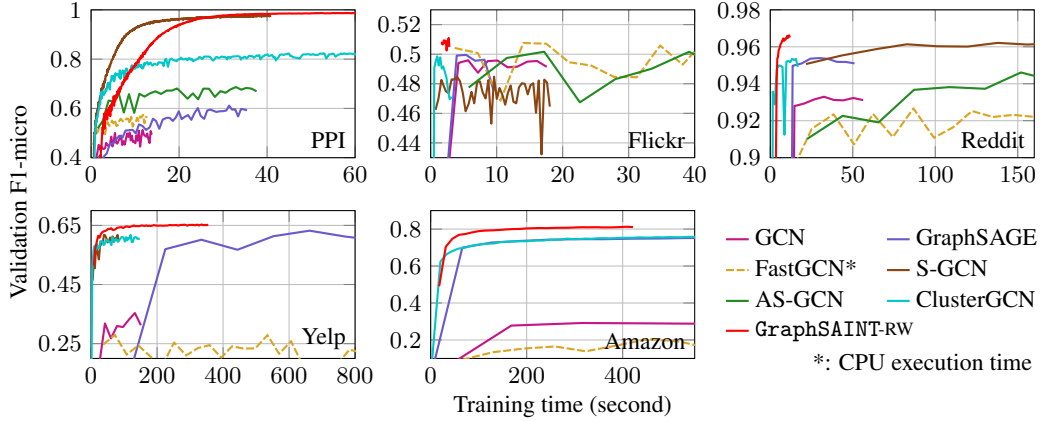 Validation F1-micro
1
0.8
0.6
0.4
0 20 40 60
PPI
0.52
0.5
0.48
0.46
0.44
0 10 20 30 40
Flickr
0.96
0.94
0.92
0.9
0 50 100 150
Reddit
0.65
0.45
0.25
0 200 400 600 800
Yelp
0.8
0.6
0.4
0.2
0 200 400
Amazon
Training time (second)
GCN GraphSAGE
FastGCN* S-GCN
AS-GCN ClusterGCN
GraphSAINT-RW
*: CPU execution time